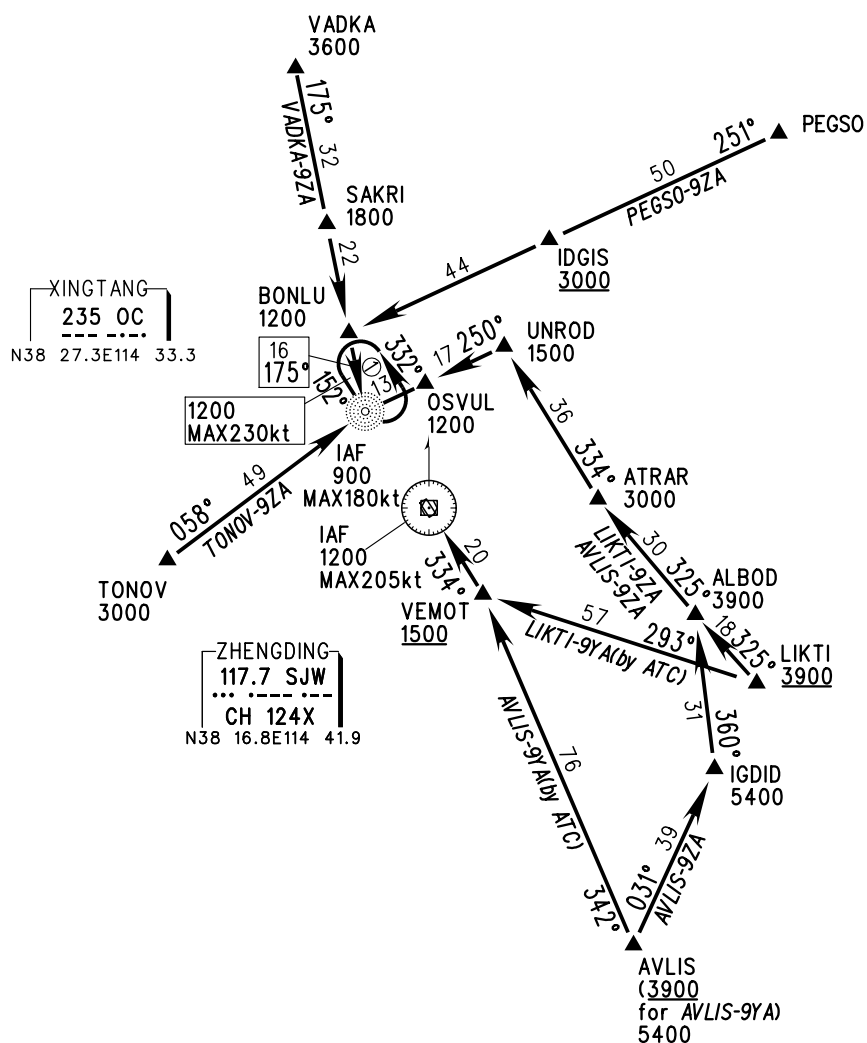 VADKA
3600
175°
VADKA-9ZA
32
PEGSO
251°
50
PEGSO-9ZA
SAKRI
1800
22
IDGIS
3000
44
XINGTANG
235 OC
N38 27.3E114 33.3
BONLU
1200
UNROD
1500
17 250°
16
175°
1
332°
152°
13
OSVUL
1200
1200
MAX230kt
IAF
900
MAX180kt
36
334°
ATRAR
3000
49
058°
TONOV-9ZA
TONOV
3000
IAF
1200
MAX205kt
20
334°
VEMOT
1500
30
325°
LIKTI-9ZA
AVLIS-9ZA
ALBOD
3900
18 325°
LIKTI
3900
57
293°
LIKTI-9YA(by ATC)
ZHENGDING
117.7 SJW
CH 124X
N38 16.8E114 41.9
AVLIS-9YA(by ATC)
76
342°
31
360°
IGDID
5400
031°
39
AVLIS-9ZA
AVLIS
(3900
for AVLIS-9YA)
5400